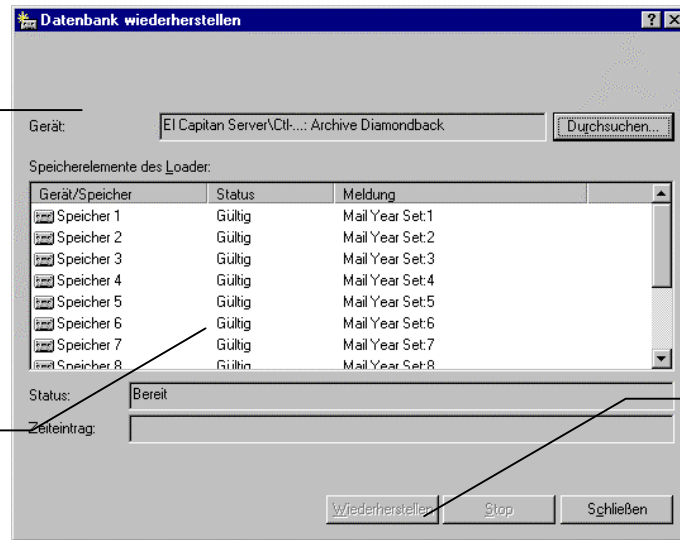 Datenbank wiederherstellen
Gerät: El Capitan Server\Ctl-...: Archive Diamondback Durchsuchen...
Speicherelemente des Loader:
Gerät/Speicher Status Meldung
Speicher 1 Gültig Mail Year Set:1
Speicher 2 Gültig Mail Year Set:2
Speicher 3 Gültig Mail Year Set:3
Speicher 4 Gültig Mail Year Set:4
Speicher 5 Gültig Mail Year Set:5
Speicher 6 Gültig Mail Year Set:6
Speicher 7 Gültig Mail Year Set:7
Speicher 8 Gültig Mail Year Set:8
Status: Bereit
Zeiteintrag:
Wiederherstellen Stop Schließen